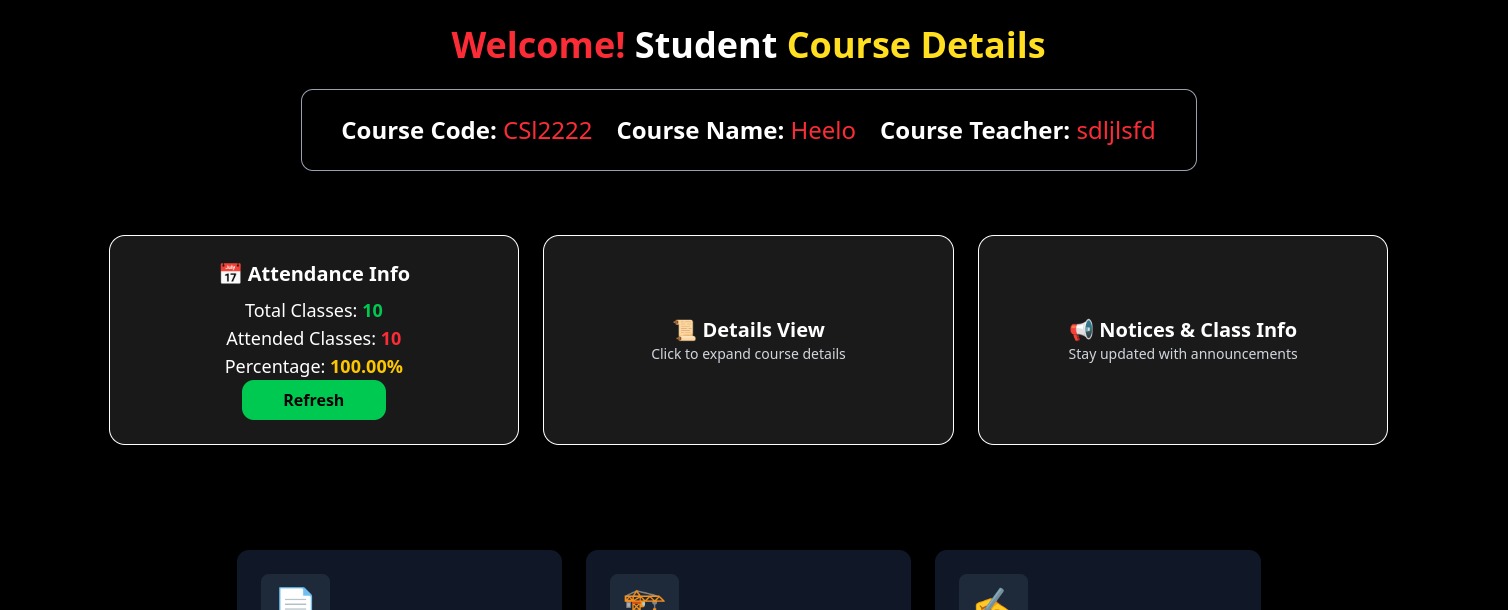 Welcome! Student Course Details
Course Code: CSl2222 Course Name: Heelo Course Teacher: sdljlsfd
Attendance Info
Total Classes: 10
Attended Classes: 10
Percentage: 100.00%
Refresh
Details View
Click to expand course details
Notices & Class Info
Stay updated with announcements